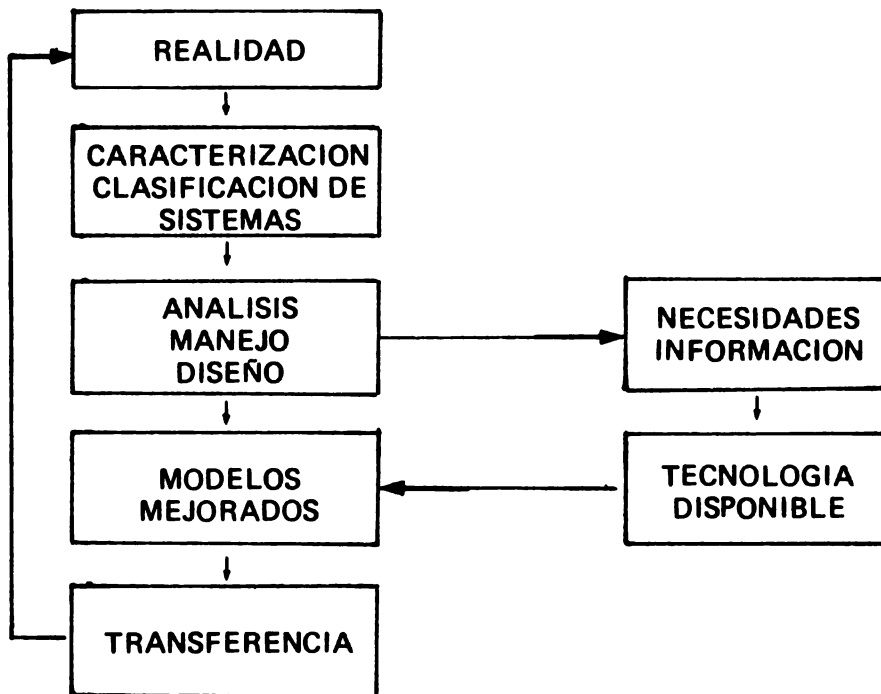 REALIDAD
CARACTERIZACION
CLASIFICACION DE
SISTEMAS
ANALISIS
MANEJO
DISEÑO
NECESIDADES
INFORMACION
MODELOS
MEJORADOS
TECNOLOGIA
DISPONIBLE
TRANSFERENCIA